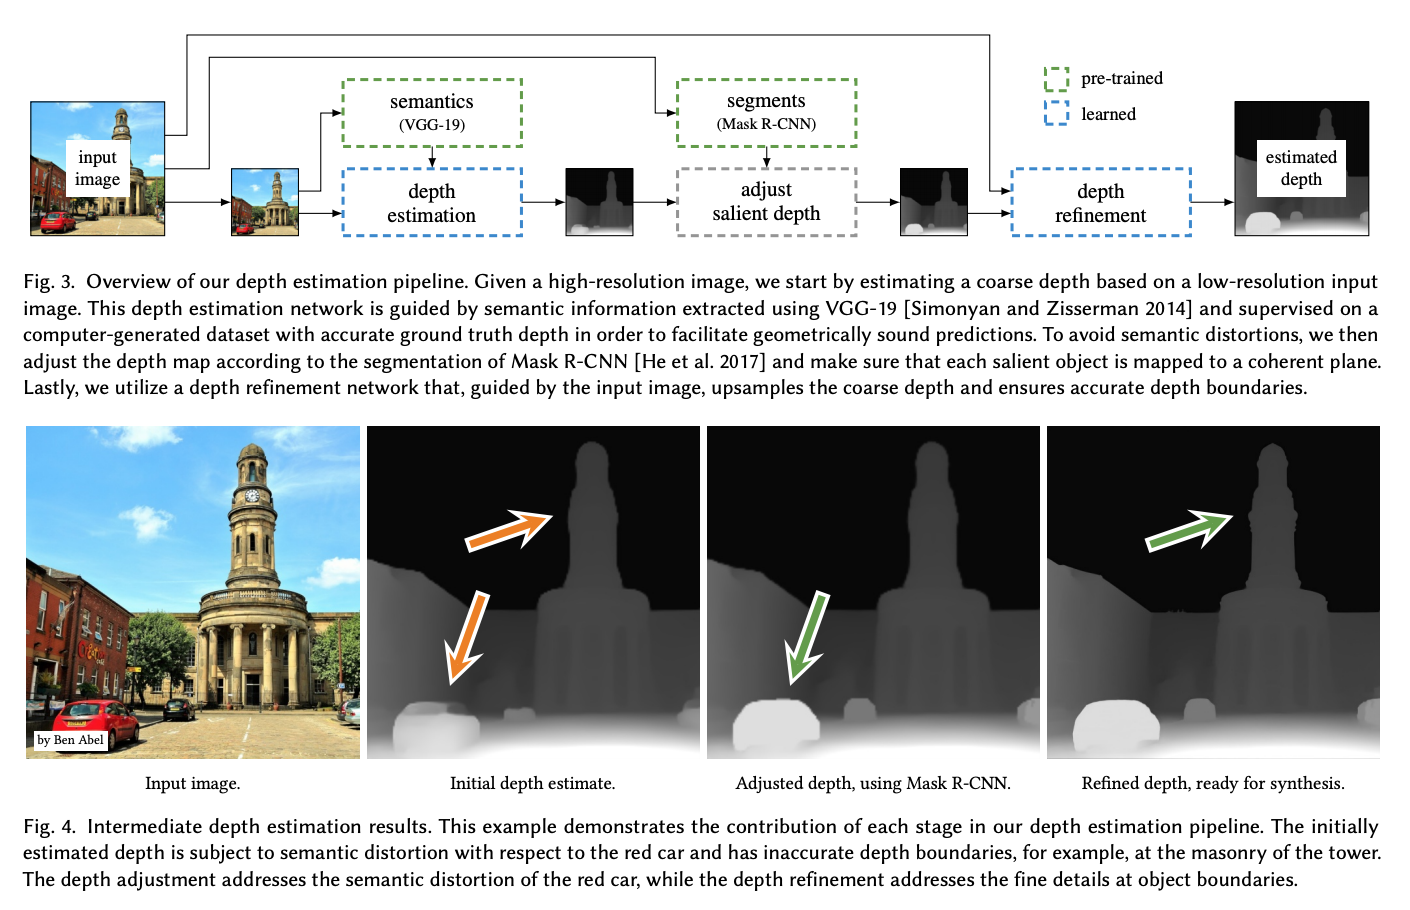 input
image
semantics
(VGG-19)
depth
estimation
segments
(Mask R-CNN)
adjust
salient depth
depth
refinement
pre-trained
learned
estimated
depth
Fig. 3. Overview of our depth estimation pipeline. Given a high-resolution image, we start by estimating a coarse depth based on a low-resolution input
image. This depth estimation network is guided by semantic information extracted using VGG-19 [Simonyan and Zisserman 2014] and supervised on a
computer-generated dataset with accurate ground truth depth in order to facilitate geometrically sound predictions. To avoid semantic distortions, we then
adjust the depth map according to the segmentation of Mask R-CNN [He et al. 2017] and make sure that each salient object is mapped to a coherent plane.
Lastly, we utilize a depth refinement network that, guided by the input image, upsamples the coarse depth and ensures accurate depth boundaries.
by Ben Abel
Input image.
Initial depth estimate.
Adjusted depth, using Mask R-CNN.
Refined depth, ready for synthesis.
Fig. 4. Intermediate depth estimation results. This example demonstrates the contribution of each stage in our depth estimation pipeline. The initially
estimated depth is subject to semantic distortion with respect to the red car and has inaccurate depth boundaries, for example, at the masonry of the tower.
The depth adjustment addresses the semantic distortion of the red car, while the depth refinement addresses the fine details at object boundaries.